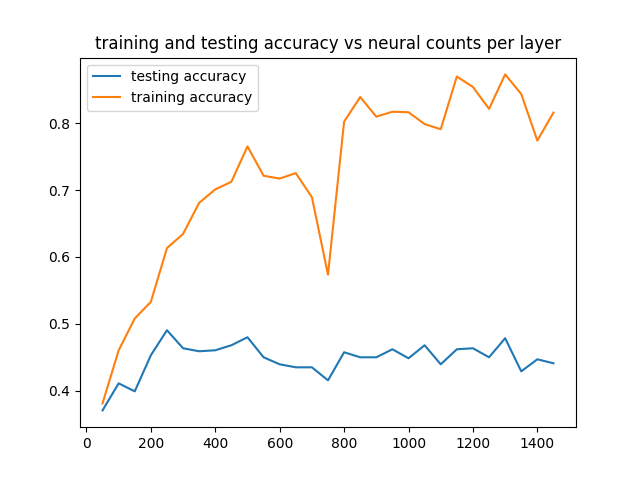 training and testing accuracy vs neural counts per layer
testing accuracy
training accuracy
0.8
0.7
0.6
0.5
0.4
0 200 400 600 800 1000 1200 1400